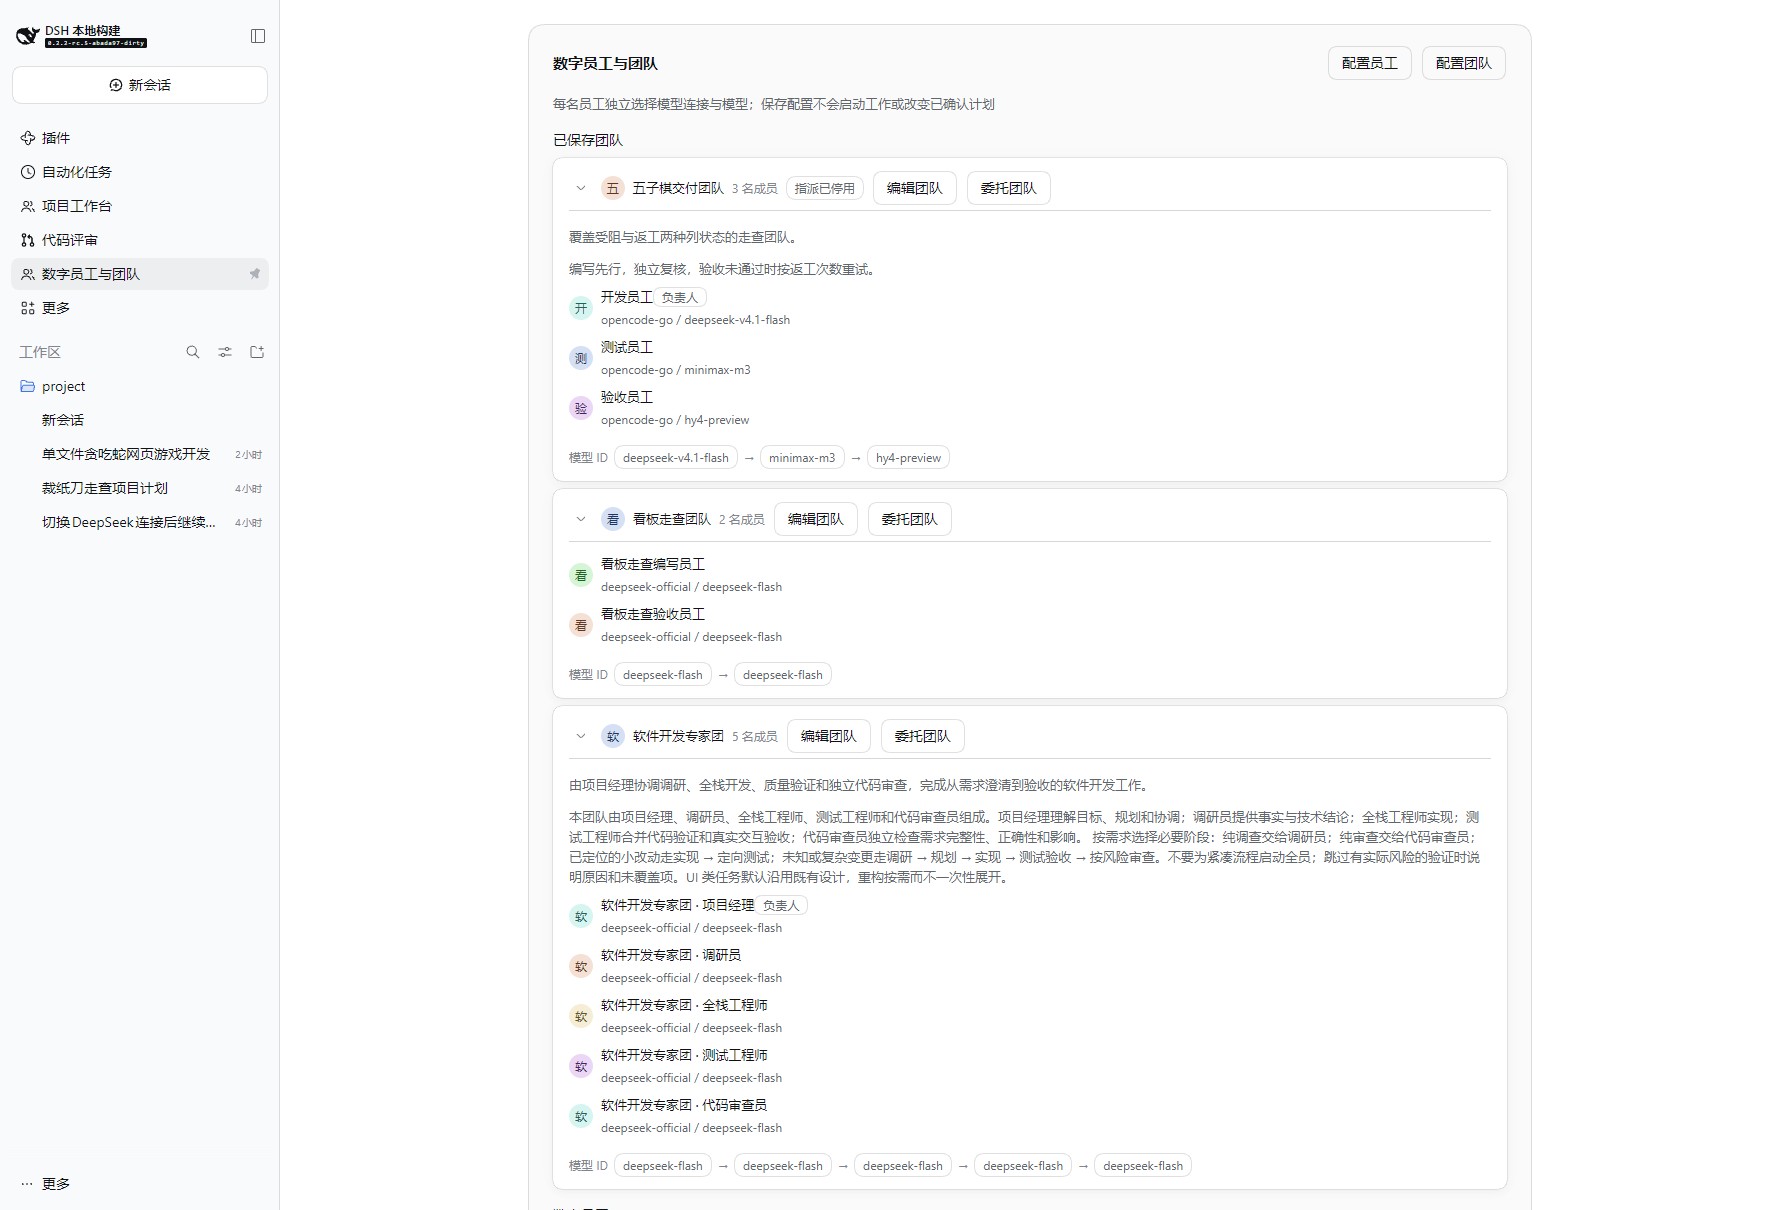 DSH 本地构建
0.3.2-rc.5-abada97-dirty
新会话
插件
自动化任务
项目工作台
代码评审
数字员工与团队
更多
工作区
project
新会话
单文件贪吃蛇网页游戏开发 2小时
裁纸刀走查项目计划 4小时
切换 DeepSeek 连接后继续... 4小时
更多
数字员工与团队 配置员工 配置团队
每名员工独立选择模型连接与模型；保存配置不会启动工作或改变已确认计划
已保存团队
五 五子棋交付团队 3 名成员 指派已停用 编辑团队 委托团队
覆盖受阻与返工两种列状态的走查团队。
编写先行，独立复核，验收未通过时按返工次数重试。
开 开发员工 负责人
opencode-go / deepseek-v4.1-flash
测 测试员工
opencode-go / minimax-m3
验 验收员工
opencode-go / hy4-preview
模型 ID deepseek-v4.1-flash → minimax-m3 → hy4-preview
看 看板走查团队 2 名成员 编辑团队 委托团队
看 看板走查编写员工
deepseek-official / deepseek-flash
看 看板走查验收员工
deepseek-official / deepseek-flash
模型 ID deepseek-flash → deepseek-flash
软 软件开发专家团 5 名成员 编辑团队 委托团队
由项目经理协调调研、全栈开发、质量验证和独立代码审查，完成从需求澄清到验收的软件开发工作。
本团队由项目经理、调研员、全栈工程师、测试工程师和代码审查员组成。项目经理理解目标、规划和协调；调研员提供事实与技术结论；全栈工程师实现；测
试工程师合并代码验证和真实交互验收；代码审查员独立检查需求完整性、正确性和影响。 按需求选择必要阶段：纯调查交给调研员；纯审查交给代码审查员；
已定位的小改动走实现 → 定向测试；未知或复杂变更走调研 → 规划 → 实现 → 测试验收 → 按风险审查。不要为紧凑流程启动全员；跳过有实际风险的验证时说
明原因和未覆盖项。UI 类任务默认沿用既有设计，重构按需而不一次性展开。
软 软件开发专家团 · 项目经理 负责人
deepseek-official / deepseek-flash
软 软件开发专家团 · 调研员
deepseek-official / deepseek-flash
软 软件开发专家团 · 全栈工程师
deepseek-official / deepseek-flash
软 软件开发专家团 · 测试工程师
deepseek-official / deepseek-flash
软 软件开发专家团 · 代码审查员
deepseek-official / deepseek-flash
模型 ID deepseek-flash → deepseek-flash → deepseek-flash → deepseek-flash → deepseek-flash